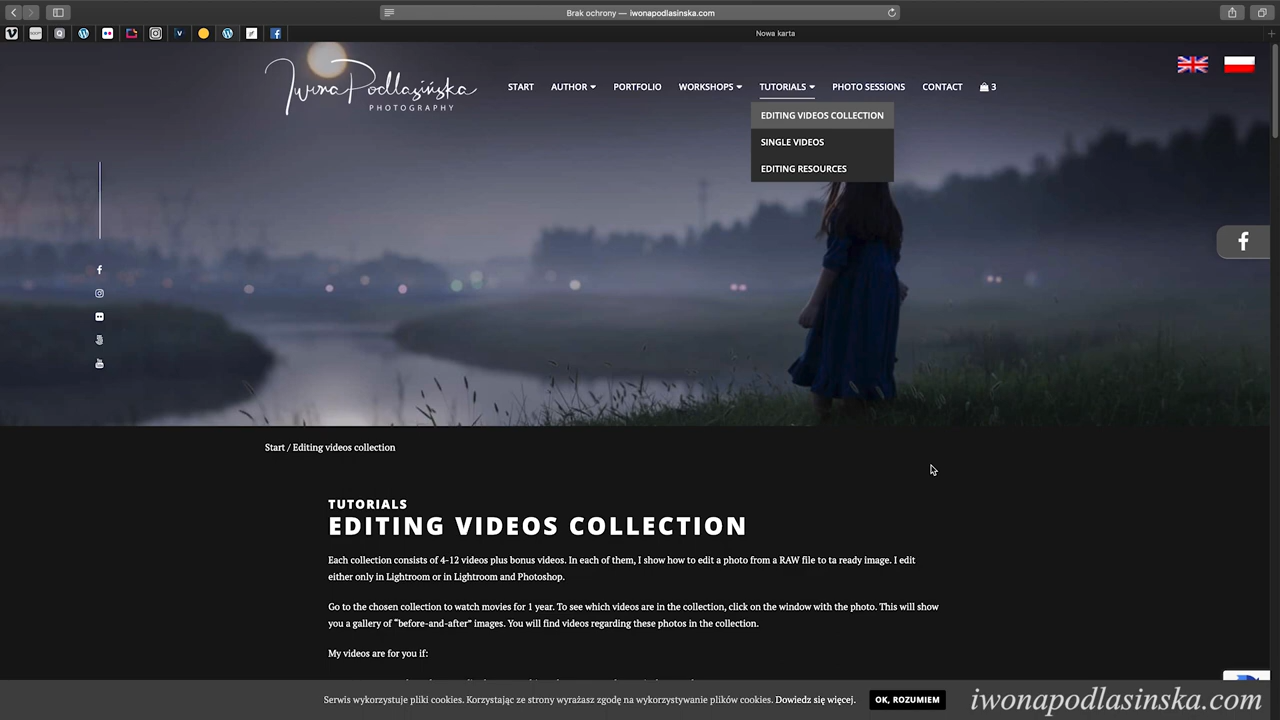 Brak ochrony — iwonapodlasinska.com
Nowa karta
Iwona Podlasińska
PHOTOGRAPHY
START
AUTHOR
PORTFOLIO
WORKSHOPS
TUTORIALS
PHOTO SESSIONS
CONTACT
3
EDITING VIDEOS COLLECTION
SINGLE VIDEOS
EDITING RESOURCES
Start / Editing videos collection
TUTORIALS
EDITING VIDEOS COLLECTION
Each collection consists of 4-12 videos plus bonus videos. In each of them, I show how to edit a photo from a RAW file to ta ready image. I edit
either only in Lightroom or in Lightroom and Photoshop.
Go to the chosen collection to watch movies for 1 year. To see which videos are in the collection, click on the window with the photo. This will show
you a gallery of “before-and-after” images. You will find videos regarding these photos in the collection.
My videos are for you if:
Serwis wykorzystuje pliki cookies. Korzystając ze strony wyrażasz zgodę na wykorzystywanie plików cookies. Dowiedz się więcej.
OK, ROZUMIEM
iwonapodlasinska.com